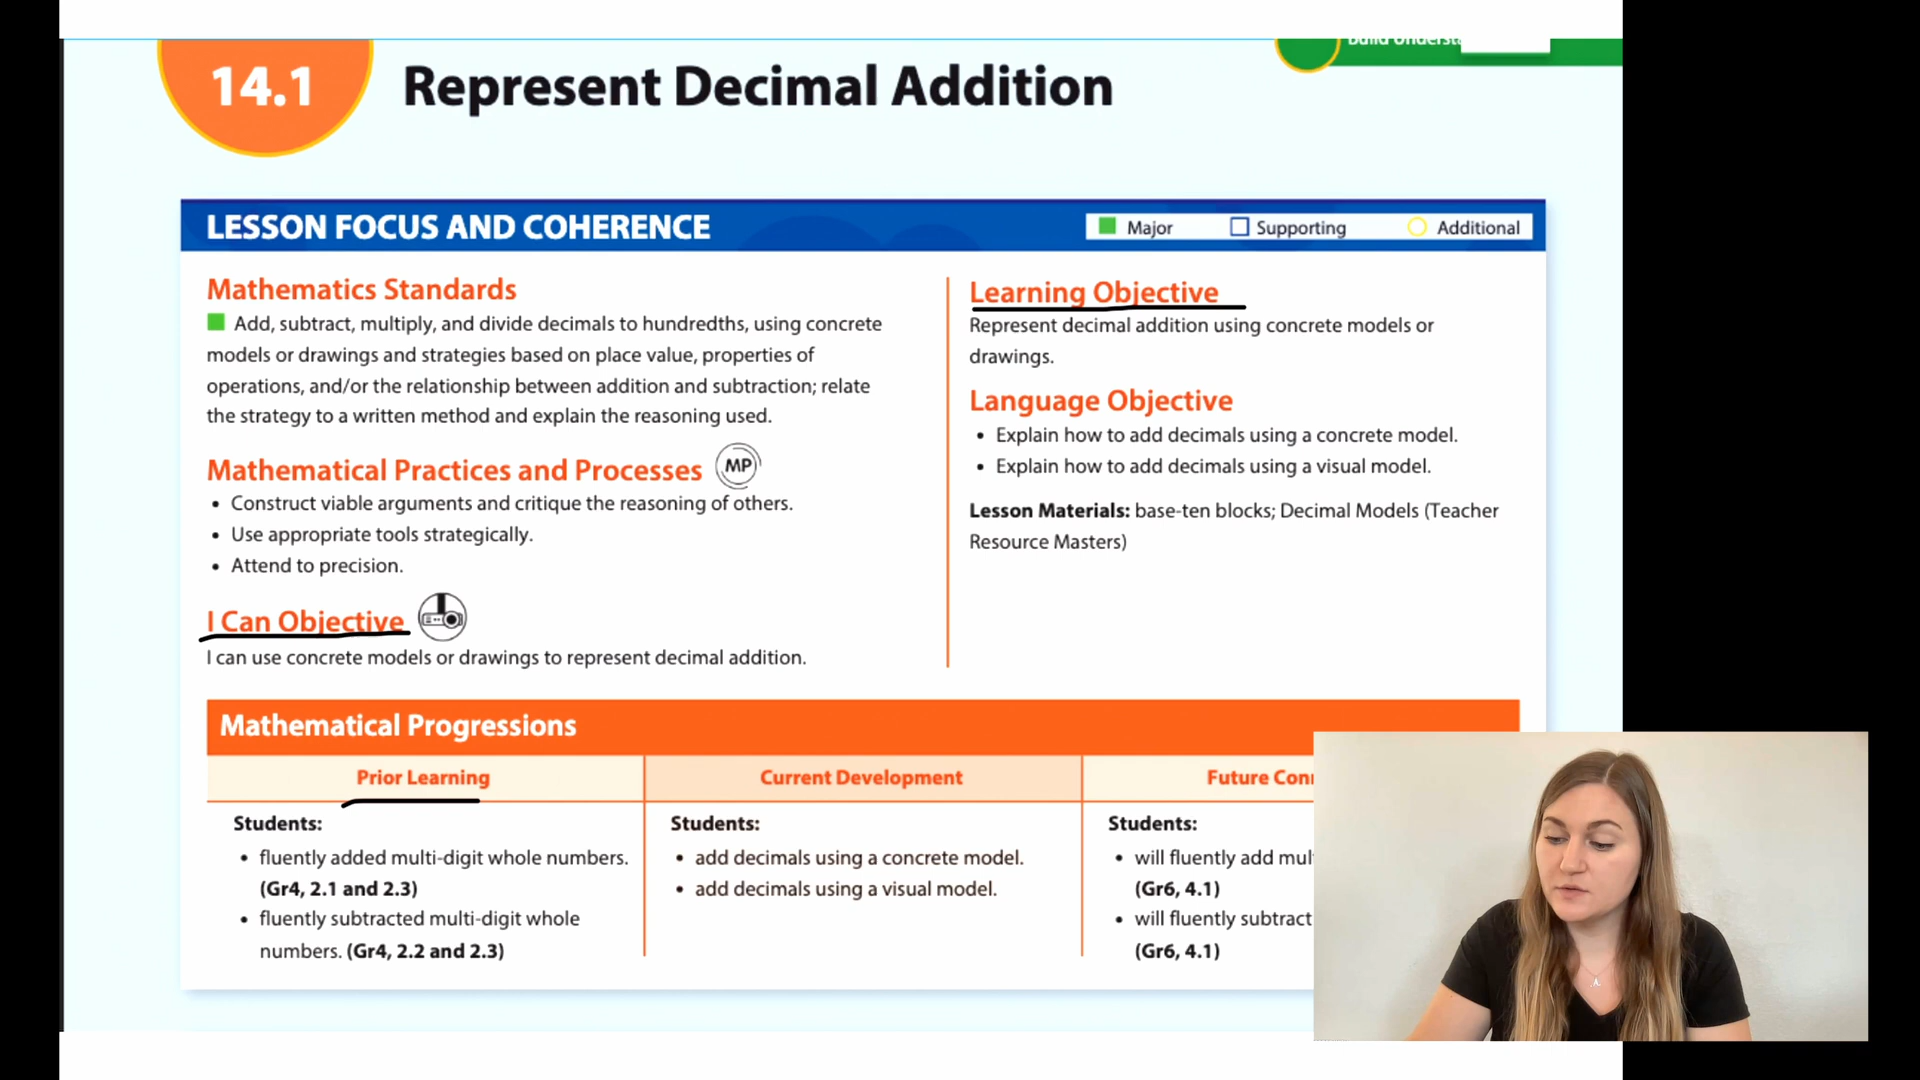 Build
14.1 Represent Decimal Addition
LESSON FOCUS AND COHERENCE
Major Supporting Additional
Mathematics Standards
Add, subtract, multiply, and divide decimals to hundredths, using concrete
models or drawings and strategies based on place value, properties of
operations, and/or the relationship between addition and subtraction; relate
the strategy to a written method and explain the reasoning used.
Mathematical Practices and Processes MP
• Construct viable arguments and critique the reasoning of others.
• Use appropriate tools strategically.
• Attend to precision.
I Can Objective
I can use concrete models or drawings to represent decimal addition.
Learning Objective
Represent decimal addition using concrete models or
drawings.
Language Objective
• Explain how to add decimals using a concrete model.
• Explain how to add decimals using a visual model.
Lesson Materials: base-ten blocks; Decimal Models (Teacher
Resource Masters)
Mathematical Progressions
Prior Learning
Students:
• fluently added multi-digit whole numbers.
(Gr4, 2.1 and 2.3)
• fluently subtracted multi-digit whole
numbers. (Gr4, 2.2 and 2.3)
Current Development
Students:
• add decimals using a concrete model.
• add decimals using a visual model.
Future
Students:
• will fluently add
(Gr6, 4.1)
• will fluently subtract
(Gr6, 4.1)